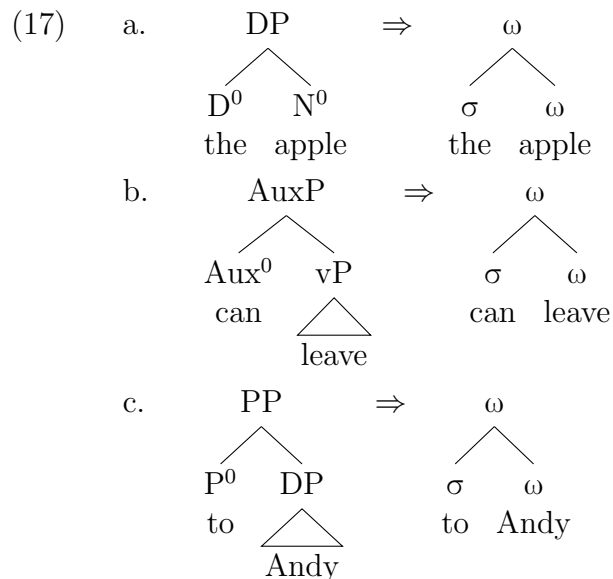 (17) a. DP ⇒ ω
D⁰ N⁰ σ ω
the apple the apple
b. AuxP ⇒ ω
Aux⁰ vP σ ω
can can leave
leave
c. PP ⇒ ω
P⁰ DP σ ω
to to Andy
Andy